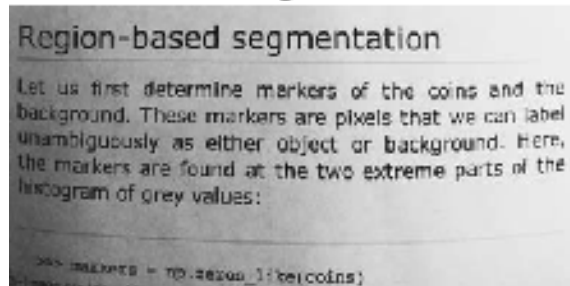 Region-based segmentation
Let us first determine markers of the coins and the
background. These markers are pixels that we can label
unambiguously as either object or background. Here,
the markers are found at the two extreme parts of the
histogram of grey values:
>>> markers = np.zeros_like(coins)